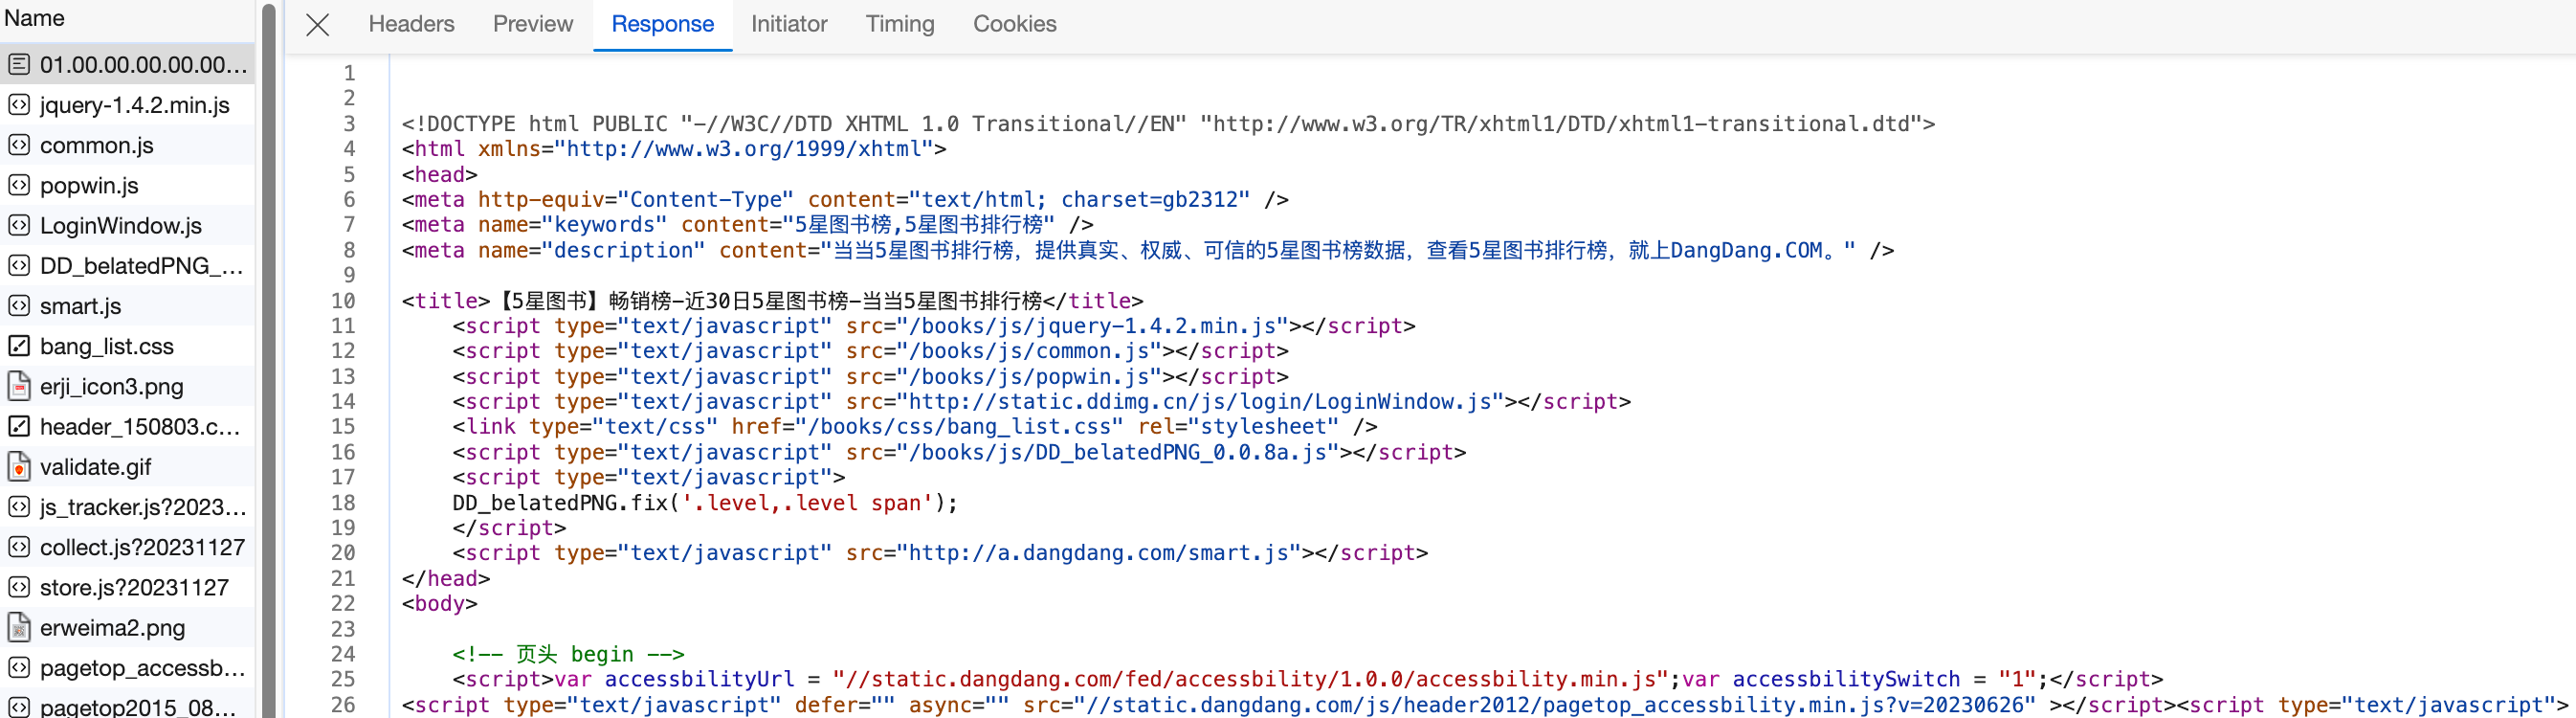 Name
01.00.00.00.00.00...
jquery-1.4.2.min.js
common.js
popwin.js
LoginWindow.js
DD_belatedPNG_...
smart.js
bang_list.css
erji_icon3.png
header_150803.c...
validate.gif
js_tracker.js?2023...
collect.js?20231127
store.js?20231127
erweima2.png
pagetop_accessb...
pagetop2015_08...
Headers Preview Response Initiator Timing Cookies
1
2
3 <!DOCTYPE html PUBLIC "-//W3C//DTD XHTML 1.0 Transitional//EN" "http://www.w3.org/TR/xhtml1/DTD/xhtml1-transitional.dtd">
4 <html xmlns="http://www.w3.org/1999/xhtml">
5 <head>
6 <meta http-equiv="Content-Type" content="text/html; charset=gb2312" />
7 <meta name="keywords" content="5星图书榜,5星图书排行榜" />
8 <meta name="description" content="当当5星图书排行榜，提供真实、权威、可信的5星图书榜数据，查看5星图书排行榜，就上DangDang.COM。" />
9
10 <title>【5星图书】畅销榜-近30日5星图书榜-当当5星图书排行榜</title>
11 <script type="text/javascript" src="/books/js/jquery-1.4.2.min.js"></script>
12 <script type="text/javascript" src="/books/js/common.js"></script>
13 <script type="text/javascript" src="/books/js/popwin.js"></script>
14 <script type="text/javascript" src="http://static.ddimg.cn/js/login/LoginWindow.js"></script>
15 <link type="text/css" href="/books/css/bang_list.css" rel="stylesheet" />
16 <script type="text/javascript" src="/books/js/DD_belatedPNG_0.0.8a.js"></script>
17 <script type="text/javascript">
18 DD_belatedPNG.fix('.level,.level span');
19 </script>
20 <script type="text/javascript" src="http://a.dangdang.com/smart.js"></script>
21 </head>
22 <body>
23
24 <!-- 页头 begin -->
25 <script>var accessbilityUrl = "//static.dangdang.com/fed/accessbility/1.0.0/accessbility.min.js";var accessbilitySwitch = "1";</script>
26 <script type="text/javascript" defer="" async="" src="//static.dangdang.com/js/header2012/pagetop_accessbility.min.js?v=20230626" ></script><script type="text/javascript">